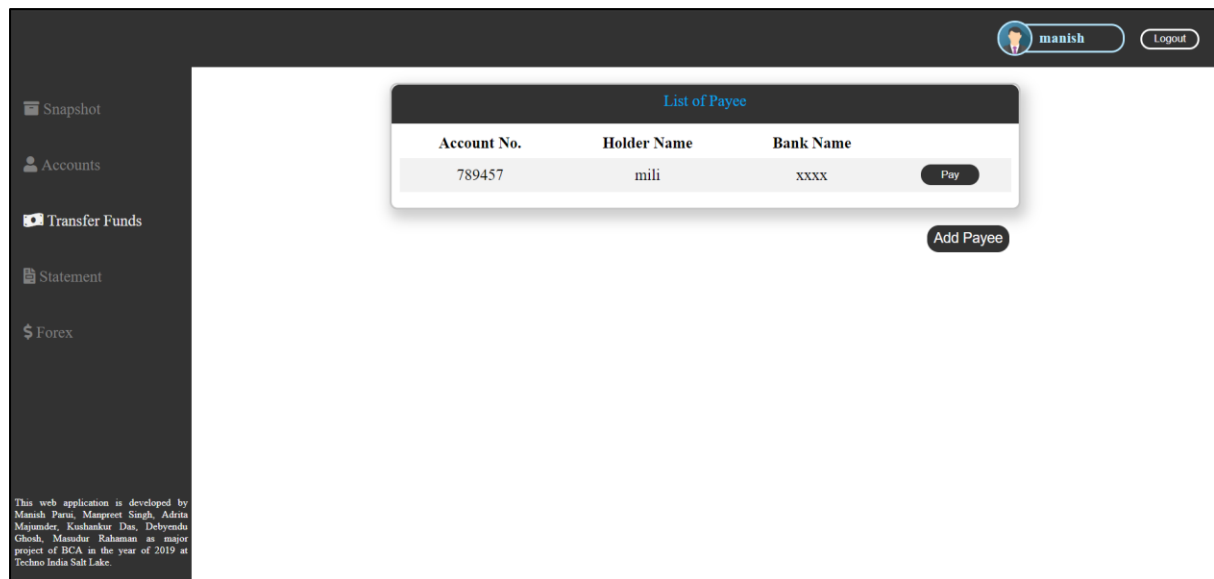 manish
Logout
Snapshot
Accounts
Transfer Funds
Statement
Forex
List of Payee
Account No. Holder Name Bank Name
789457 mili xxxx Pay
Add Payee
This web application is developed by
Manish Parui, Manpreet Singh, Adrita
Majumder, Kushankur Das, Debyendu
Ghosh, Masudur Rahaman as major
project of BCA in the year of 2019 at
Techno India Salt Lake.